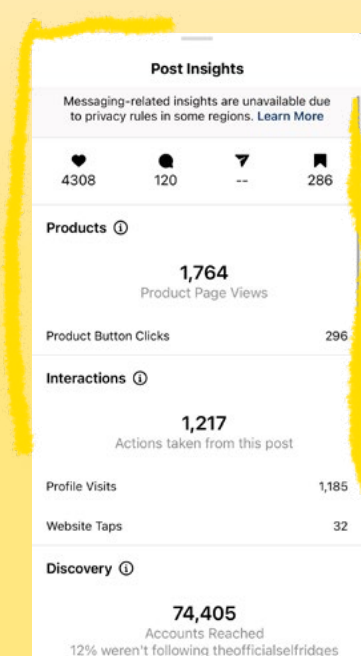 Post Insights
Messaging-related insights are unavailable due
to privacy rules in some regions. Learn More
4308 120 -- 286
Products
1,764
Product Page Views
Product Button Clicks 296
Interactions
1,217
Actions taken from this post
Profile Visits 1,185
Website Taps 32
Discovery
74,405
Accounts Reached
12% weren't following theofficialselfridges